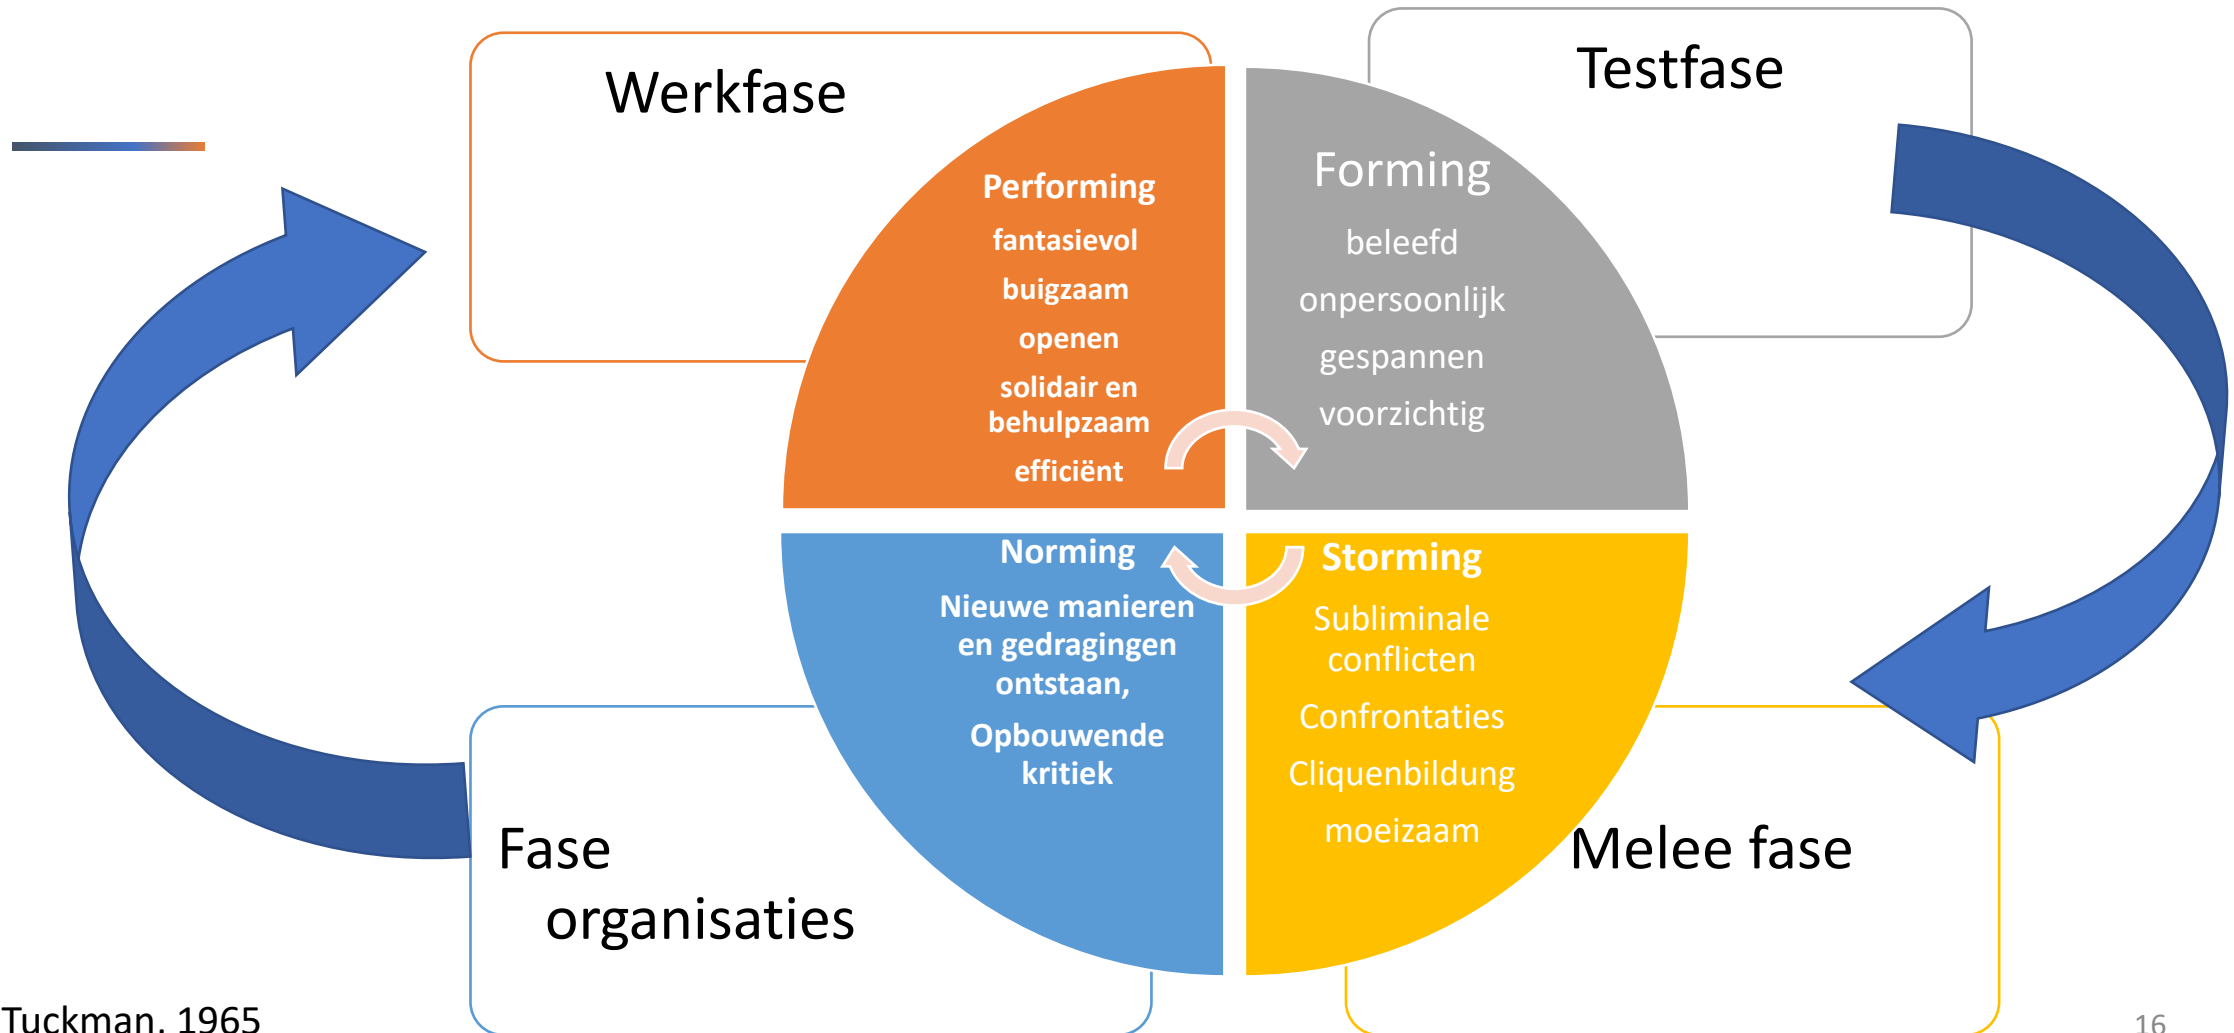 Werkfase
Testfase
Performing
fantasievol
buigzaam
openen
solidair en
behulpzaam
efficiënt
Forming
beleefd
onpersoonlijk
gespannen
voorzichtig
Norming
Nieuwe manieren
en gedragingen
ontstaan,
Opbouwende
kritiek
Storming
Subliminale
conflicten
Confrontaties
Cliquenbildung
moeizaam
Fase
organisaties
Melee fase
Tuckman, 1965
16